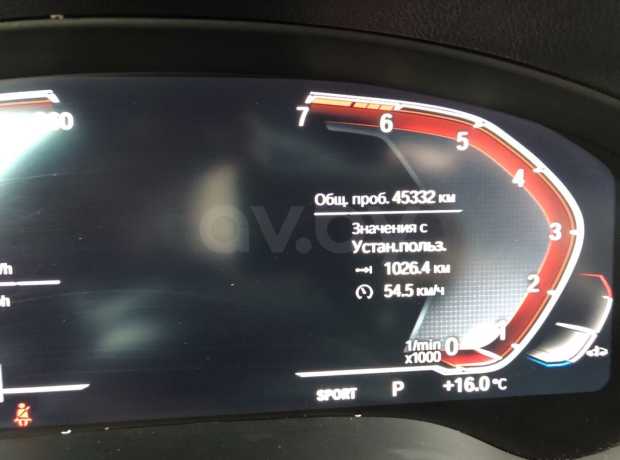 7
6
5
4
3
2
1
0
Общ. проб. 45332 км
Значения с
Устан.польз.
1026.4 км
54.5 км/ч
1/min
x1000
SPORT P +16.0 °C